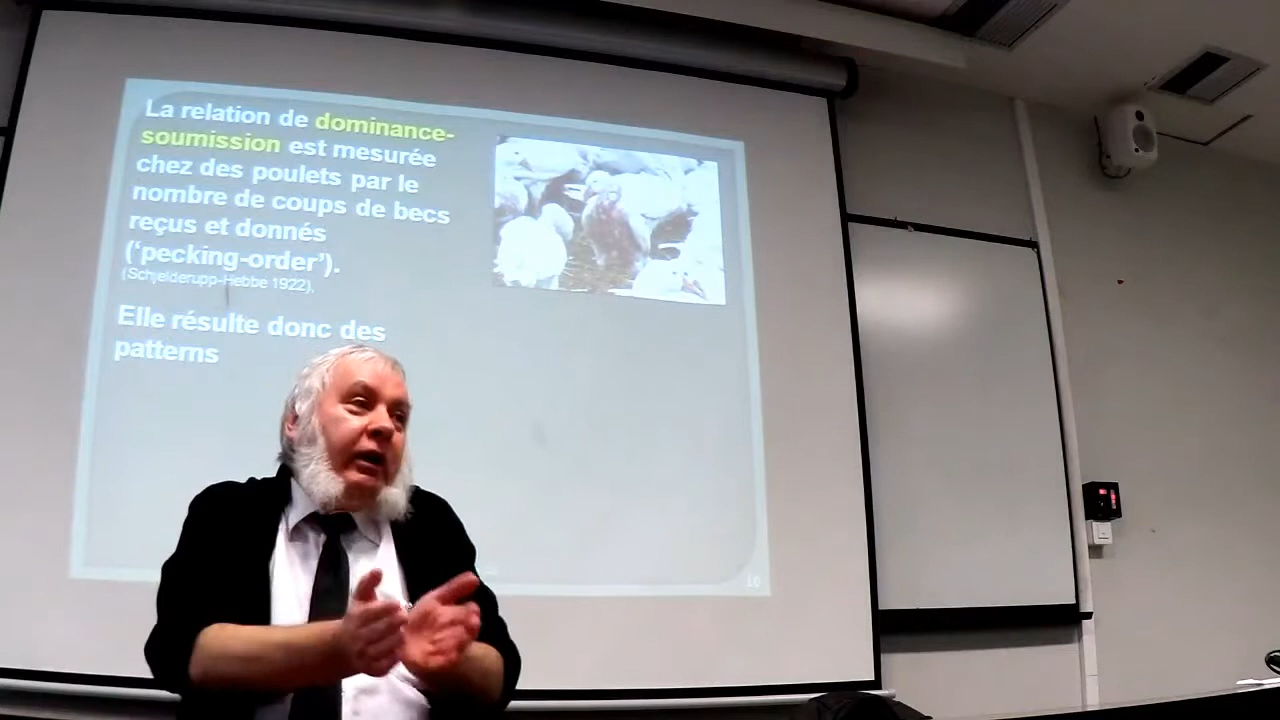 La relation de dominance-
soumission est mesurée
chez des poulets par le
nombre de coups de becs
reçus et donnés
(‘pecking-order’).
(Schjelderupp-Hebbe 1922).
Elle résulte donc des
patterns
10